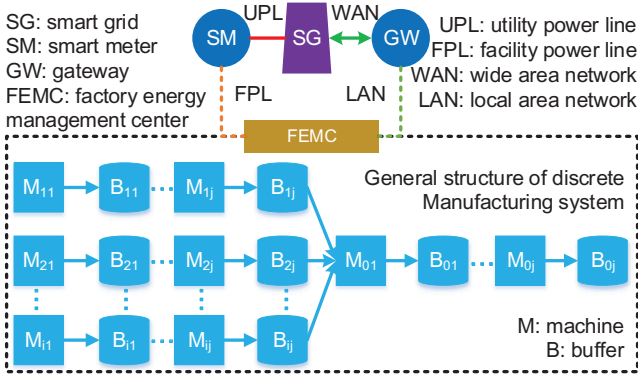 SG: smart grid
SM: smart meter
GW: gateway
FEMC: factory energy
management center
UPL WAN
SM SG GW
FPL LAN
UPL: utility power line
FPL: facility power line
WAN: wide area network
LAN: local area network
FEMC
General structure of discrete
Manufacturing system
M11 B11 M1j B1j
M21 B21 M2j B2j M01 B01 M0j B0j
Mi1 Bi1 Mij Bij
M: machine
B: buffer